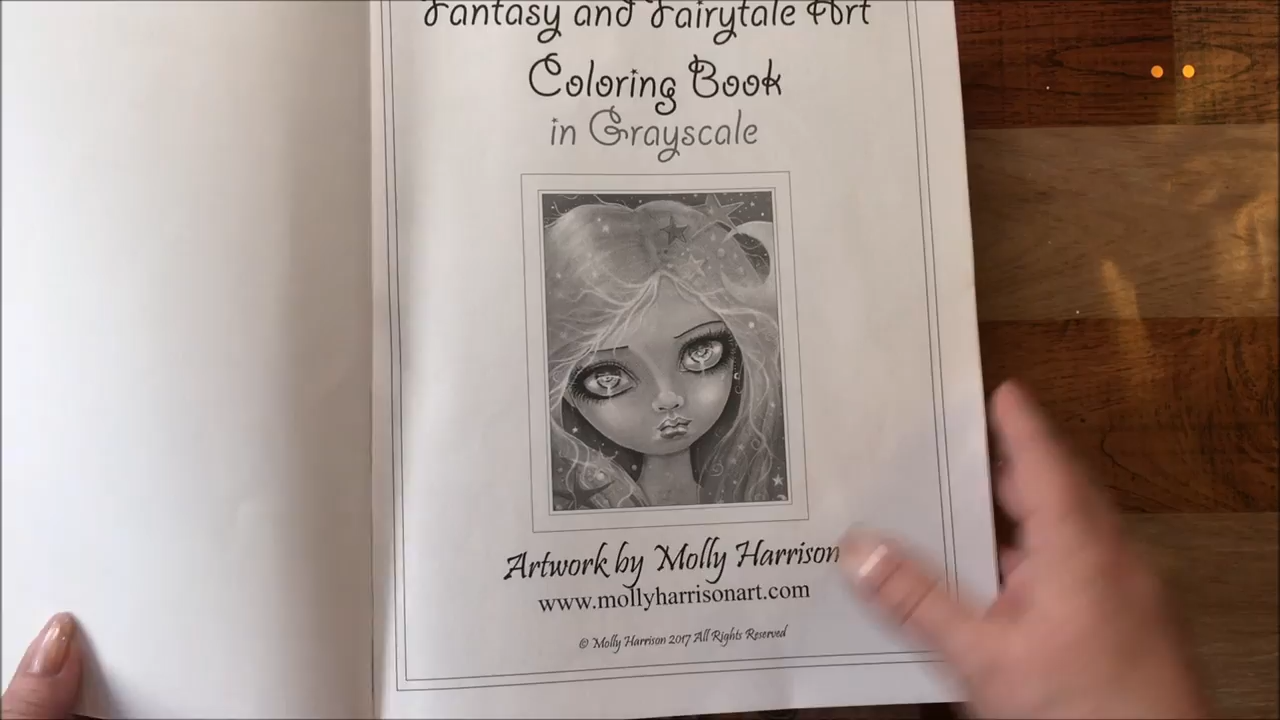 Fantasy and Fairytale Art
Coloring Book
in Grayscale
Artwork by Molly Harrison
www.mollyharrisonart.com
© Molly Harrison 2017 All Rights Reserved